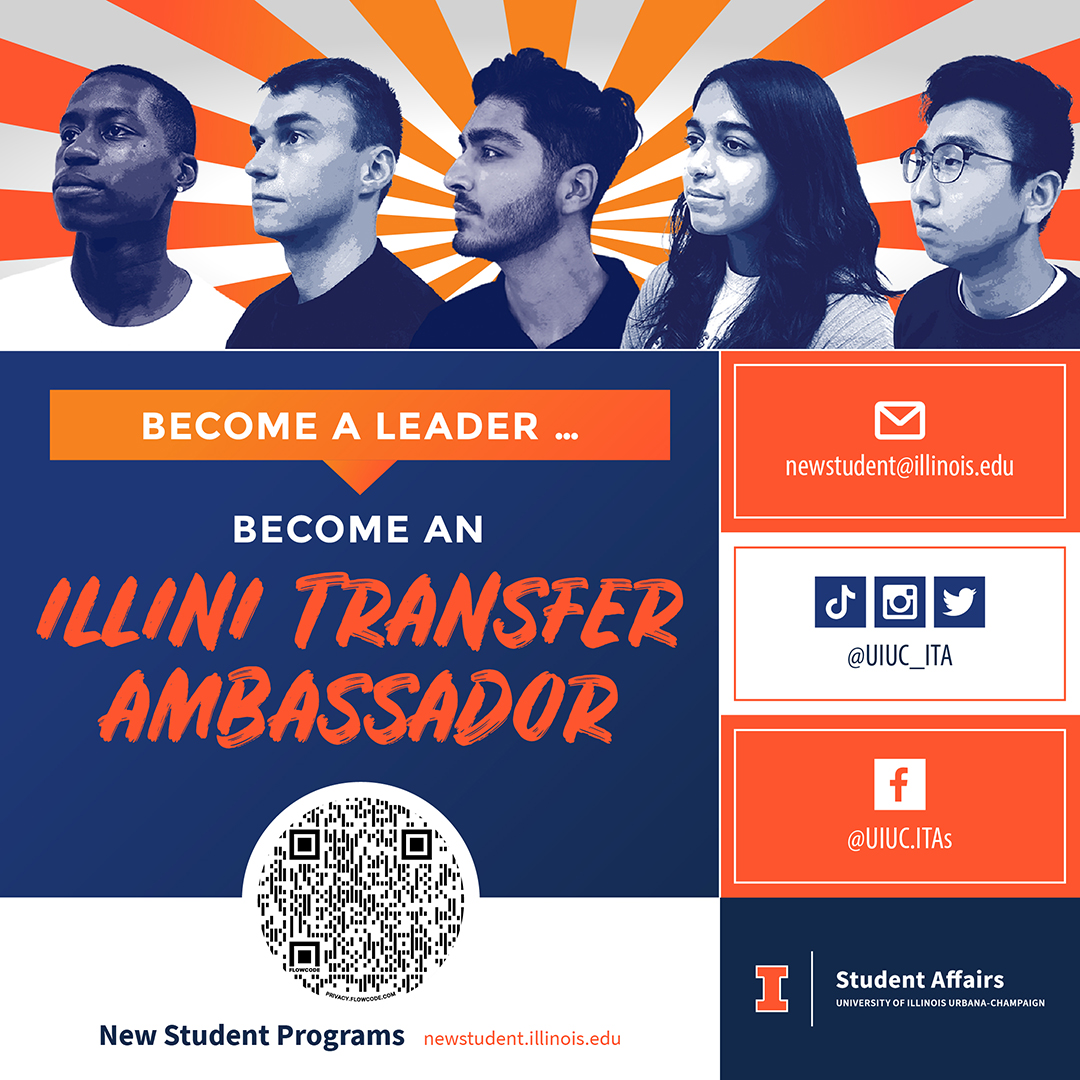 BECOME A LEADER ...
BECOME AN
ILLINI TRANSFER
AMBASSADOR
newstudent@illinois.edu
@UIUC_ITA
@UIUC.ITAs
FLOWCODE
PRIVACY.FLOWCODE.COM
New Student Programs newstudent.illinois.edu
I
Student Affairs
UNIVERSITY OF ILLINOIS URBANA-CHAMPAIGN